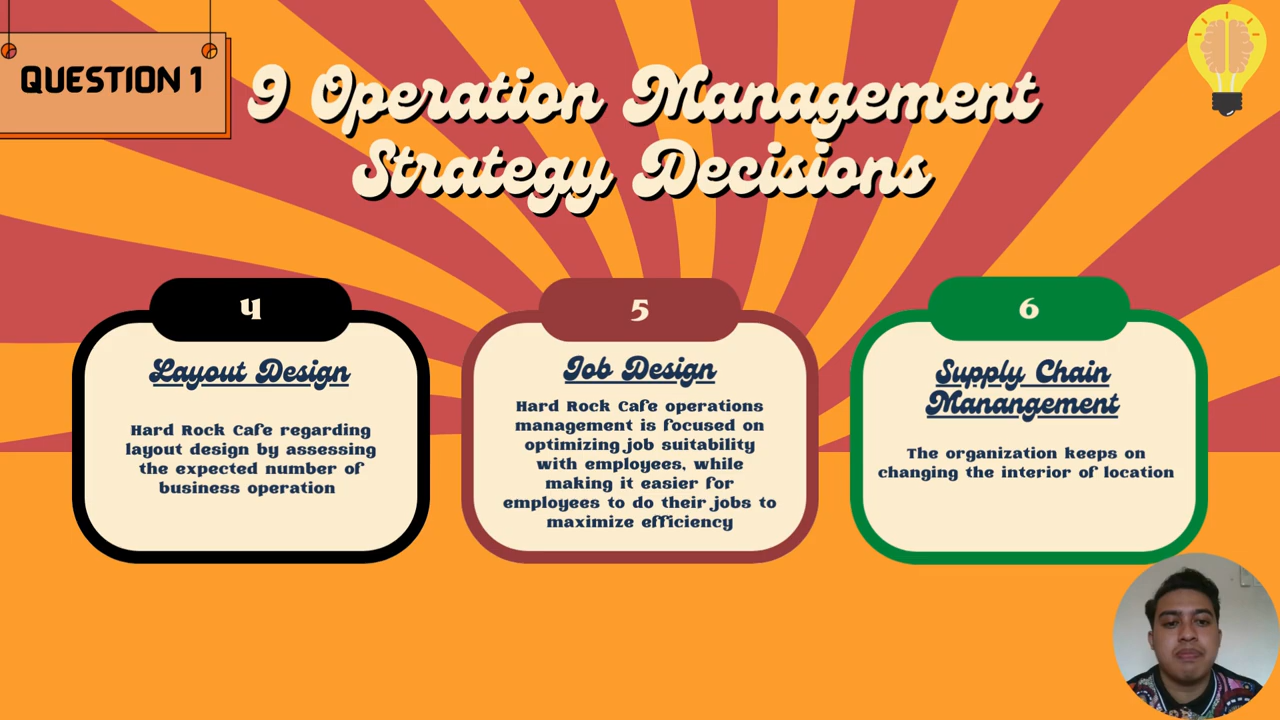 QUESTION 1
9 Operation Management
Strategy Decisions
4
Layout Design
Hard Rock Cafe regarding
layout design by assessing
the expected number of
business operation
5
Job Design
Hard Rock Cafe operations
management is focused on
optimizing job suitability
with employees, while
making it easier for
employees to do their jobs to
maximize efficiency
6
Supply Chain
Manangement
The organization keeps on
changing the interior of location